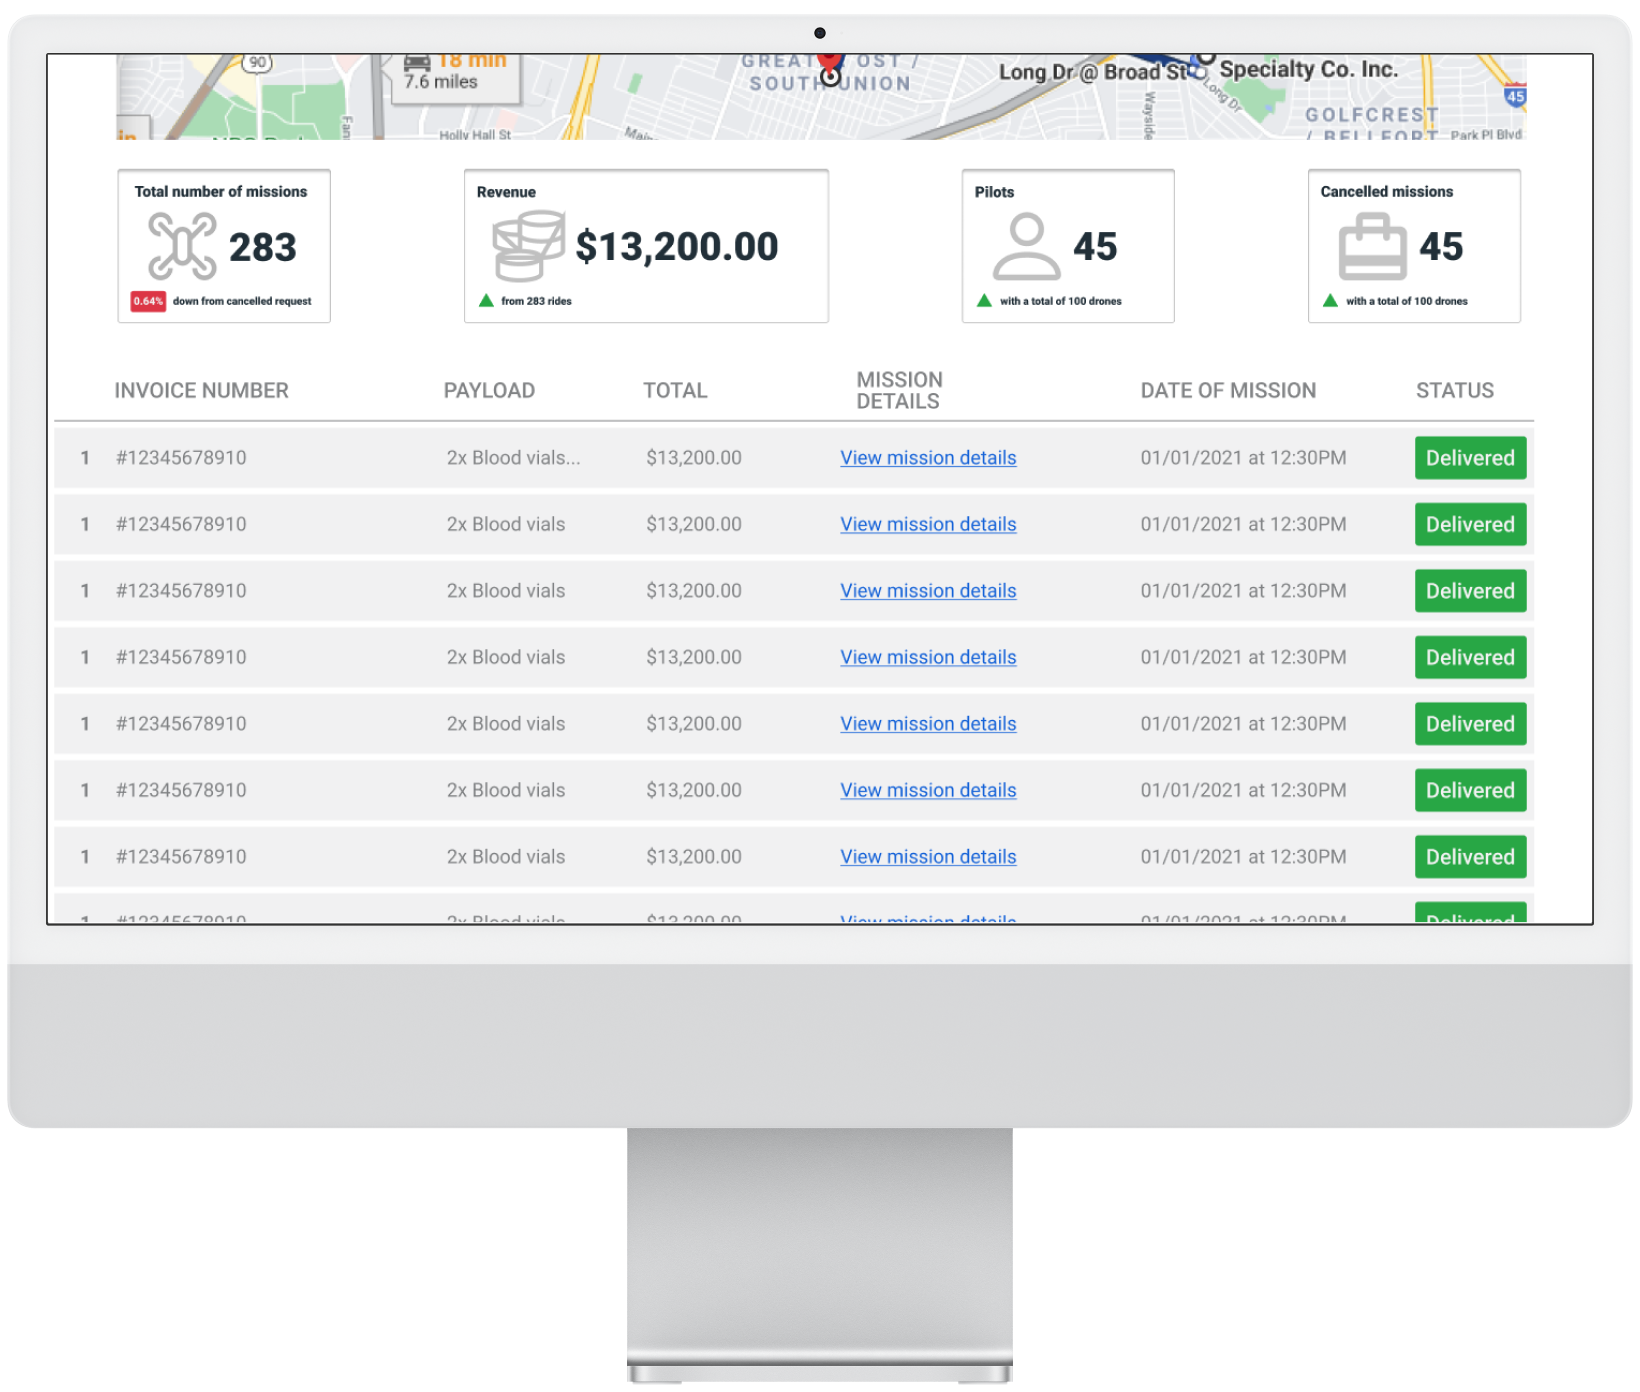 90
18 min
7.6 miles
GREAT OST /
SOUTH UNION
Long Dr @ Broad St
Specialty Co. Inc.
Long Dr
45
Wayside
GOLFCREST
/ BELLFORT
Park Pl Blvd
in
Holly Hall St
Main
Fan
Total number of missions
283
0.64% down from cancelled request
Revenue
$13,200.00
from 283 rides
Pilots
45
with a total of 100 drones
Cancelled missions
45
with a total of 100 drones
INVOICE NUMBER PAYLOAD TOTAL MISSION DETAILS DATE OF MISSION STATUS
1 #12345678910 2x Blood vials... $13,200.00 View mission details 01/01/2021 at 12:30PM Delivered
1 #12345678910 2x Blood vials $13,200.00 View mission details 01/01/2021 at 12:30PM Delivered
1 #12345678910 2x Blood vials $13,200.00 View mission details 01/01/2021 at 12:30PM Delivered
1 #12345678910 2x Blood vials $13,200.00 View mission details 01/01/2021 at 12:30PM Delivered
1 #12345678910 2x Blood vials $13,200.00 View mission details 01/01/2021 at 12:30PM Delivered
1 #12345678910 2x Blood vials $13,200.00 View mission details 01/01/2021 at 12:30PM Delivered
1 #12345678910 2x Blood vials $13,200.00 View mission details 01/01/2021 at 12:30PM Delivered
1 #12345678910 2x Blood vials $13,200.00 View mission details 01/01/2021 at 12:30PM Delivered